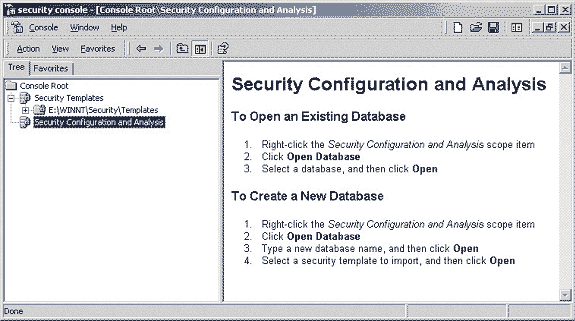 security console - [Console Root\Security Configuration and Analysis]
Console Window Help
Action View Favorites
Tree Favorites
Console Root
Security Templates
E:\WINNT\Security\Templates
Security Configuration and Analysis
Security Configuration and Analysis
To Open an Existing Database
1. Right-click the Security Configuration and Analysis scope item
2. Click Open Database
3. Select a database, and then click Open
To Create a New Database
1. Right-click the Security Configuration and Analysis scope item
2. Click Open Database
3. Type a new database name, and then click Open
4. Select a security template to import, and then click Open
Done